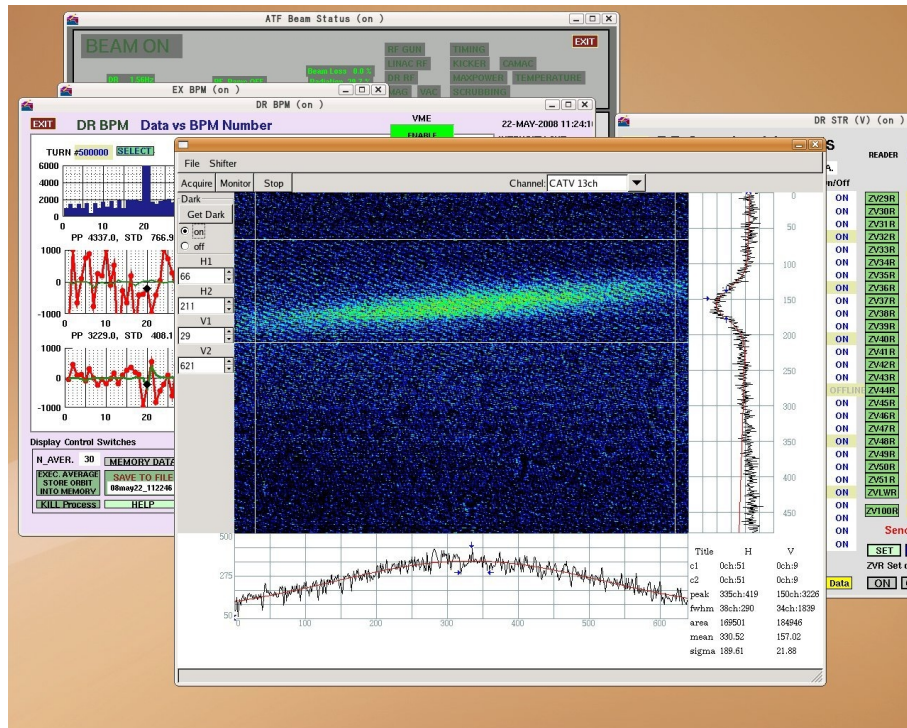 ATF Beam Status (on )
BEAM ON
EXIT
RF GUN TIMING
LINAC RF KICKER CAMAC
DR RF MAXPOWER TEMPERATURE
MAG VAC SCRUBBING
DR 1.56Hz
Beam Loss 0.0 %
EX BPM (on )
DR BPM (on )
EXIT DR BPM Data vs BPM Number
VME
ENABLE
22-MAY-2008 11:24:1
TURN #500000 SELECT
6000
4000
2000
0
0 10 20
PP 4337.0, STD 766.9
1000
0
-1000
0 10 20
PP 3229.0, STD 408.1
1000
0
-1000
0 10 20
Display Control Switches
N_AVER. 30 MEMORY DATA
EXEC. AVERAGE
STORE ORBIT
INTO MEMORY
SAVE TO FILE
08may22_112246
KILL Process HELP
File Shifter
Acquire Monitor Stop
Channel: CATV 13ch
Dark
Get Dark
on
off
H1
66
H2
211
V1
29
V2
621
0
50
100
150
200
250
300
350
400
450
500
275
50
0 100 200 300 400 500 600
Title H V
c1 0ch:51 0ch:9
c2 0ch:51 0ch:9
peak 335ch:419 150ch:3226
fwhm 38ch:290 34ch:1839
area 169501 184946
mean 330.52 157.02
sigma 189.61 21.88
DR STR (V) (on )
S
READER
A.
n/Off
ON ZV29R
ON ZV30R
ON ZV31R
ON ZV32R
ON ZV33R
ON ZV34R
ON ZV35R
ON ZV36R
ON ZV37R
ON ZV38R
ON ZV39R
ON ZV40R
ON ZV41R
ON ZV42R
ON ZV43R
OFFLINE ZV44R
ON ZV45R
ON ZV46R
ON ZV47R
ON ZV48R
ON ZV49R
ON ZV50R
ON ZV51R
ON ZVLWR
ON ZV100R
ON
ON
Send
SET
ZVR Set
Data ON